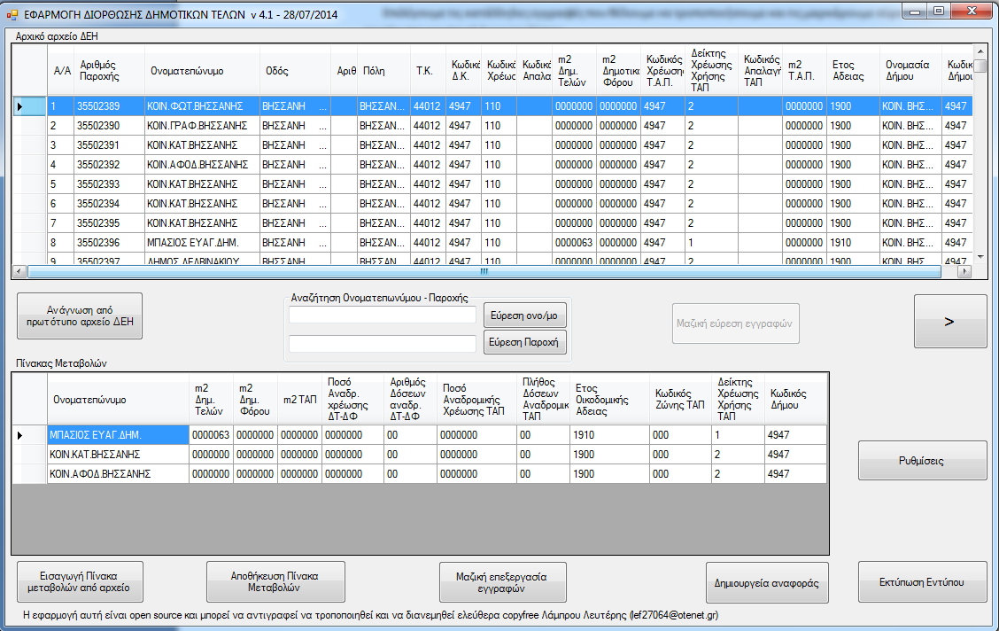 ΕΦΑΡΜΟΓΗ ΔΙΟΡΘΩΣΗΣ ΔΗΜΟΤΙΚΩΝ ΤΕΛΩΝ v 4.1 - 28/07/2014
Αρχικό αρχείο ΔΕΗ
Α/Α Αριθμός Παροχής Ονοματεπώνυμο Οδός Αριθ Πόλη Τ.Κ. Κωδικό Δ.Κ. Κωδικό Χρέωσ Κωδικό Απαλα m2 Δημ. Τελών m2 Δημοτικο Φόρου Κωδικός Χρέωσης Τ.Α.Π. Δείκτης Χρέωσης Χρήσης ΤΑΠ Κωδικός Απαλαγή ΤΑΠ m2 Τ.Α.Π. Ετος Αδειας Ονομασία Δήμου Κωδικ Δήμου
1 35502389 ΚΟΙΝ.ΦΩΤ.ΒΗΣΣΑΝΗΣ ΒΗΣΣΑΝΗ ... ΒΗΣΣΑΝ... 44012 4947 110 0000000 0000000 4947 2 0000000 1900 ΚΟΙΝ. ΒΗΣ... 4947
2 35502390 ΚΟΙΝ.ΓΡΑΦ.ΒΗΣΣΑΝΗΣ ΒΗΣΣΑΝΗ ... ΒΗΣΣΑΝ... 44012 4947 110 0000000 0000000 4947 2 0000000 1900 ΚΟΙΝ. ΒΗΣ... 4947
3 35502391 ΚΟΙΝ.ΚΑΤ.ΒΗΣΣΑΝΗΣ ΒΗΣΣΑΝΗ ... ΒΗΣΣΑΝ... 44012 4947 110 0000000 0000000 4947 2 0000000 1900 ΚΟΙΝ. ΒΗΣ... 4947
4 35502392 ΚΟΙΝ.ΑΦΟΔ.ΒΗΣΣΑΝΗΣ ΒΗΣΣΑΝΗ ... ΒΗΣΣΑΝ... 44012 4947 110 0000000 0000000 4947 2 0000000 1900 ΚΟΙΝ. ΒΗΣ... 4947
5 35502393 ΚΟΙΝ.ΚΑΤ.ΒΗΣΣΑΝΗΣ ΒΗΣΣΑΝΗ ... ΒΗΣΣΑΝ... 44012 4947 110 0000000 0000000 4947 2 0000000 1900 ΚΟΙΝ. ΒΗΣ... 4947
6 35502394 ΚΟΙΝ.ΚΑΤ.ΒΗΣΣΑΝΗΣ ΒΗΣΣΑΝΗ ... ΒΗΣΣΑΝ... 44012 4947 110 0000000 0000000 4947 2 0000000 1900 ΚΟΙΝ. ΒΗΣ... 4947
7 35502395 ΚΟΙΝ.ΚΑΤ.ΒΗΣΣΑΝΗΣ ΒΗΣΣΑΝΗ ... ΒΗΣΣΑΝ... 44012 4947 110 0000000 0000000 4947 2 0000000 1900 ΚΟΙΝ. ΒΗΣ... 4947
8 35502396 ΜΠΑΣΙΟΣ ΕΥΑΓ.ΔΗΜ. ΒΗΣΣΑΝΗ ... ΒΗΣΣΑΝ... 44012 4947 110 0000063 0000000 4947 1 0000000 1910 ΚΟΙΝ. ΒΗΣ... 4947
9 35502397 ΔΗΜΟΣ ΔΕΛΒΙΝΑΚΙΟΥ ΒΗΣΣΑΝΗ ... ΒΗΣΣΑΝ... 44012 4947 110 0000000 0000000 4947 2 0000000 1900 ΚΟΙΝ. ΒΗΣ... 4947
Ανάγνωση από πρωτότυπο αρχείο ΔΕΗ
Αναζήτηση Ονοματεπωνύμου - Παροχής
Εύρεση ονο/μο
Εύρεση Παροχή
Μαζική εύρεση εγγραφών
>
Πίνακας Μεταβολών
Ονοματεπώνυμο m2 Δημ. Τελών m2 Δημ. Φόρου m2 ΤΑΠ Ποσό Αναδρ. χρέωσης ΔΤ-ΔΦ Αριθμός Δόσεων αναδρ. ΔΤ-ΔΦ Ποσό Αναδρομικής Χρέωσης ΤΑΠ Πλήθος Δόσεων Αναδρομικ ΤΑΠ Ετος Οικοδομικής Αδειας Κωδικός Ζώνης ΤΑΠ Δείκτης Χρέωσης Χρήσης ΤΑΠ Κωδικός Δήμου
ΜΠΑΣΙΟΣ ΕΥΑΓ.ΔΗΜ. 0000063 0000000 0000000 0000000 00 0000000 00 1910 000 1 4947
ΚΟΙΝ.ΚΑΤ.ΒΗΣΣΑΝΗΣ 0000000 0000000 0000000 0000000 00 0000000 00 1900 000 2 4947
ΚΟΙΝ.ΑΦΟΔ.ΒΗΣΣΑΝΗΣ 0000000 0000000 0000000 0000000 00 0000000 00 1900 000 2 4947
Ρυθμίσεις
Εισαγωγή Πίνακα μεταβολών από αρχείο
Αποθήκευση Πίνακα Μεταβολών
Μαζική επεξεργασία εγγραφών
Δημιουργεία αναφοράς
Εκτύπωση Εντύπου
Η εφαρμογή αυτή είναι open source και μπορεί να αντιγραφεί να τροποποιηθεί και να διανεμηθεί ελεύθερα copyfree Λάμπρου Λευτέρης (lef27064@otenet.gr)